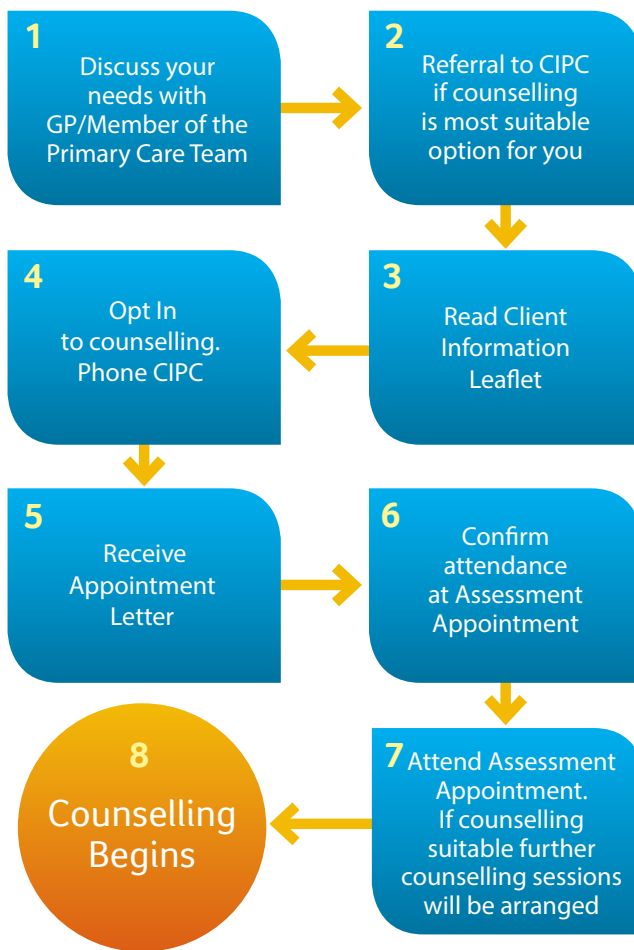 1
Discuss your
needs with
GP/Member of the
Primary Care Team
2
Referral to CIPC
if counselling
is most suitable
option for you
3
Read Client
Information
Leaflet
4
Opt In
to counselling.
Phone CIPC
5
Receive
Appointment
Letter
6
Confirm
attendance
at Assessment
Appointment
7 Attend Assessment
Appointment.
If counselling
suitable further
counselling sessions
will be arranged
8
Counselling
Begins